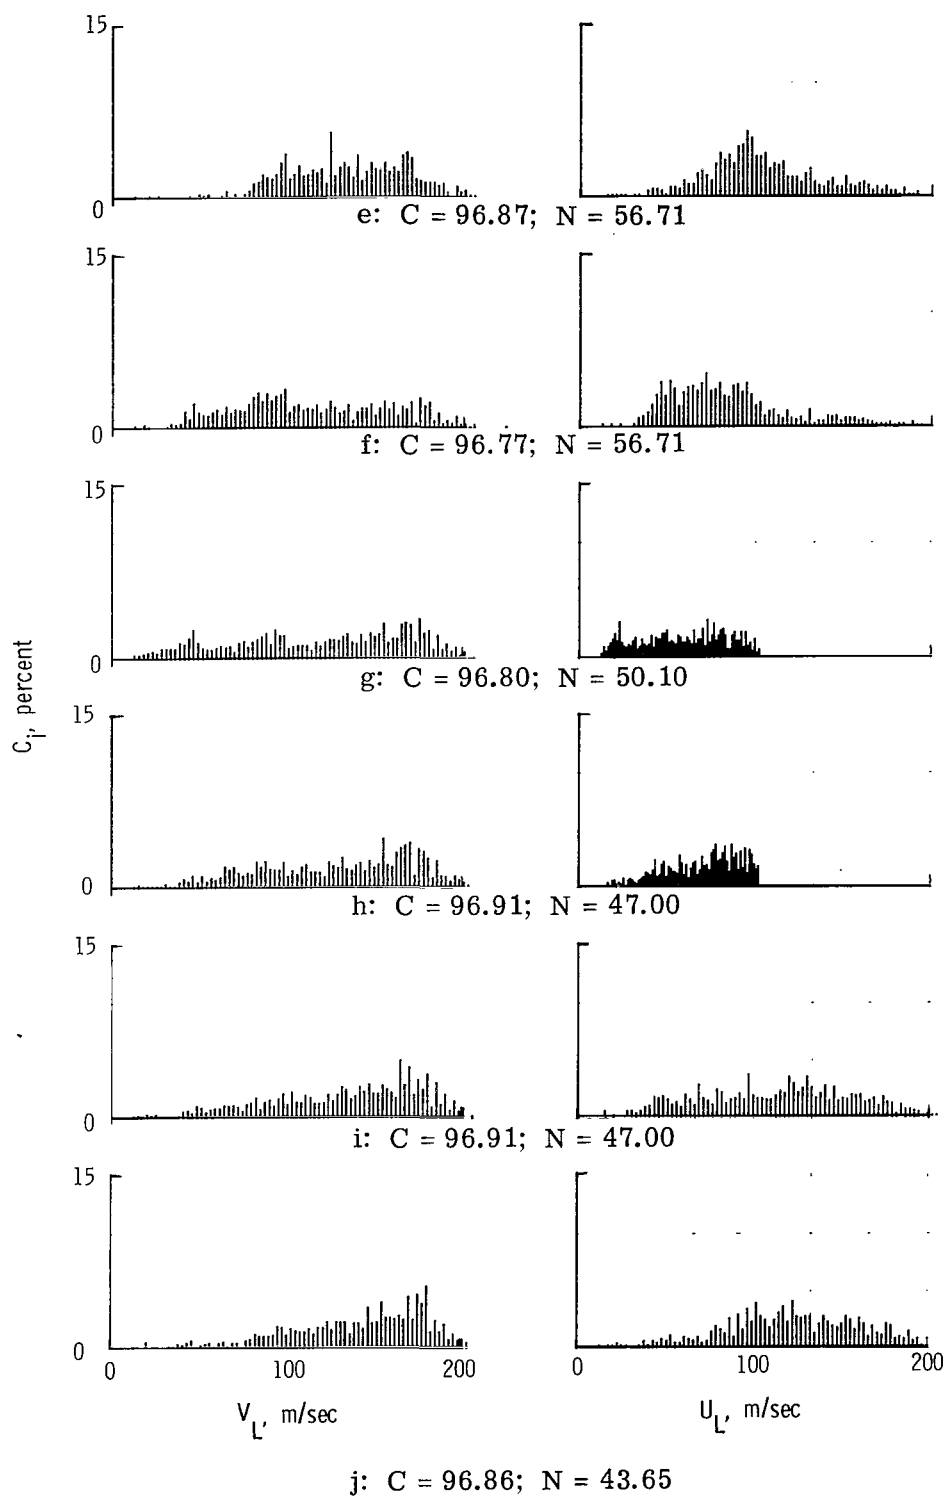 15
0
e: C = 96.87; N = 56.71
15
0
f: C = 96.77; N = 56.71
15
0
g: C = 96.80; N = 50.10
C_i, percent
15
0
h: C = 96.91; N = 47.00
15
0
i: C = 96.91; N = 47.00
15
0
0 100 200 0 100 200
V_L, m/sec U_L, m/sec
j: C = 96.86; N = 43.65